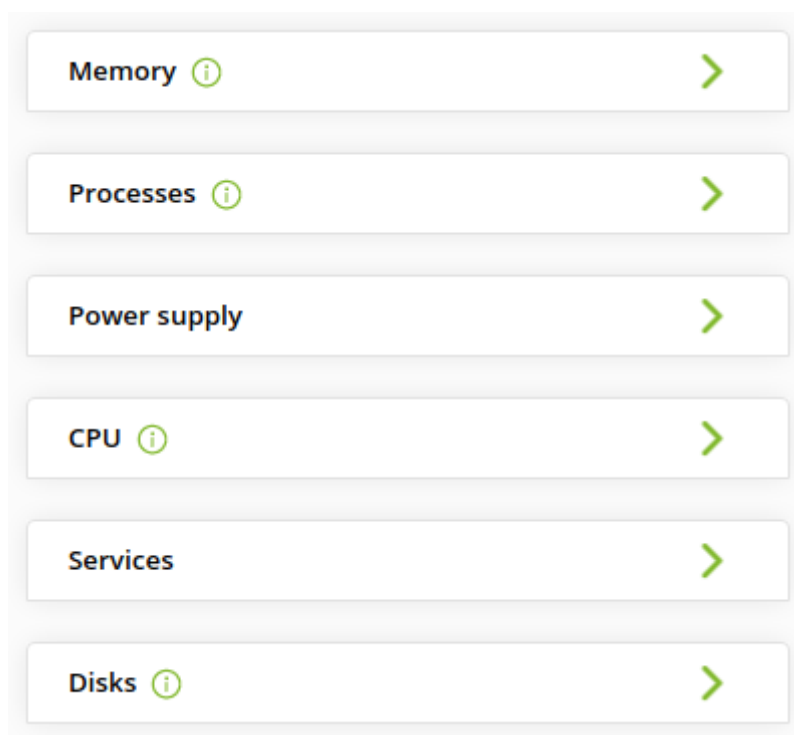 Memory
Processes
Power supply
CPU
Services
Disks